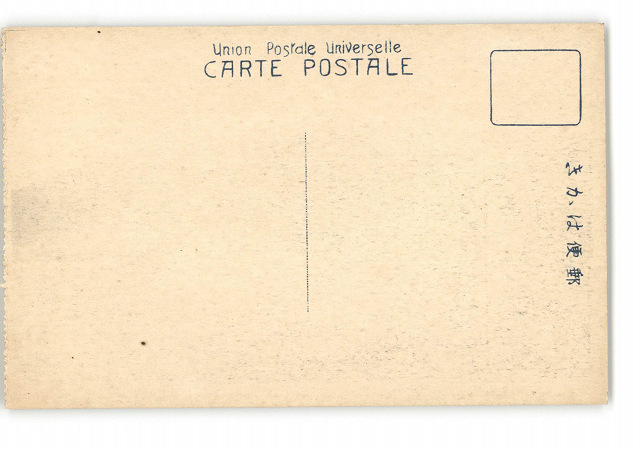 Union Postale Universelle
CARTE POSTALE
郵便はかき